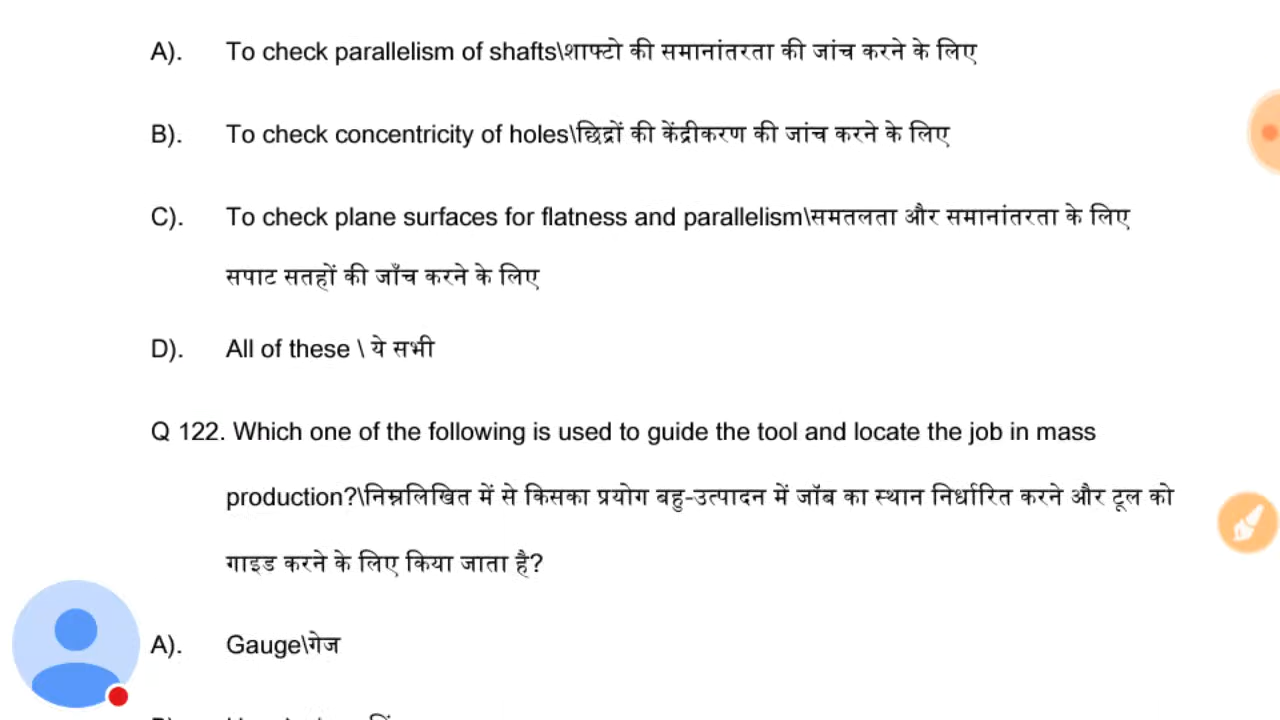 A). To check parallelism of shafts\शाफ्टो की समानांतरता की जांच करने के लिए
B). To check concentricity of holes\छिद्रों की केंद्रीकरण की जांच करने के लिए
C). To check plane surfaces for flatness and parallelism\समतलता और समानांतरता के लिए
सपाट सतहों की जाँच करने के लिए
D). All of these \ ये सभी
Q 122. Which one of the following is used to guide the tool and locate the job in mass
production?\निम्नलिखित में से किसका प्रयोग बहु-उत्पादन में जॉब का स्थान निर्धारित करने और टूल को
गाइड करने के लिए किया जाता है?
A). Gauge\गेज